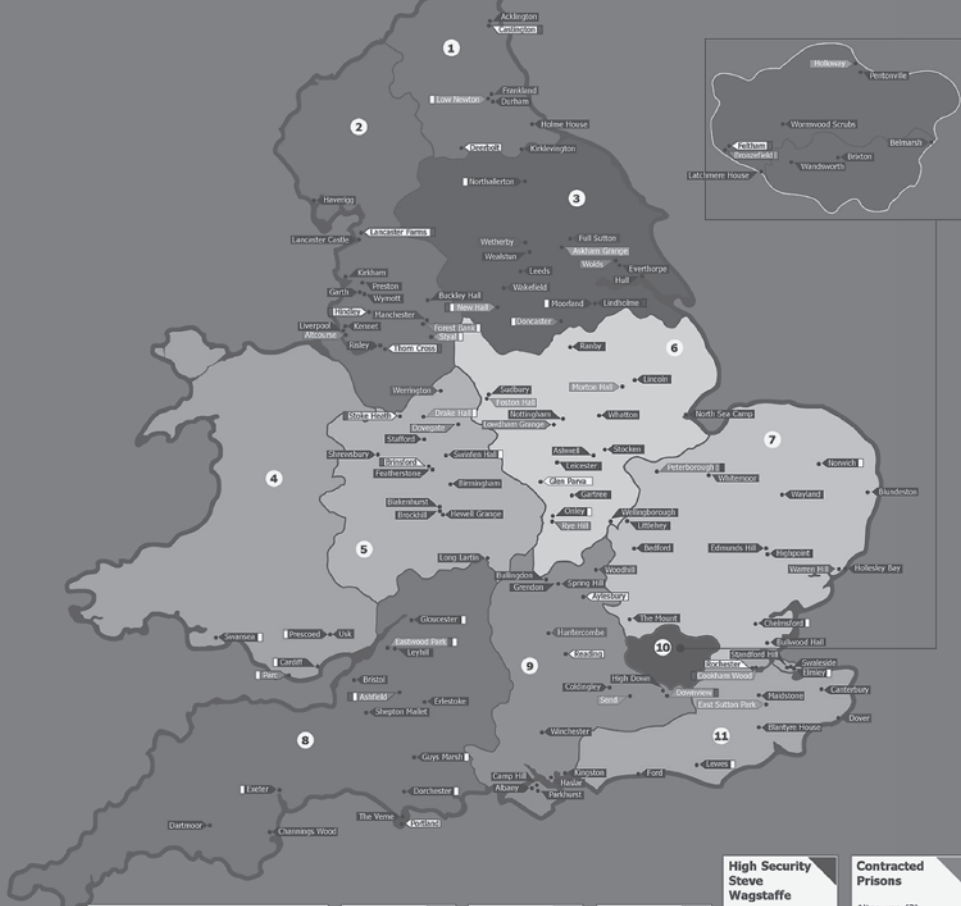 Acklington
Castington
1
Frankland
Low Newton
Durham
2
Holme House
Deerbolt
Kirklevington
Northallerton
3
Haverigg
Lancaster Farms
Lancaster Castle
Wetherby
Full Sutton
Askham Grange
Wealstun
Wolds
Leeds
Everthorpe
Hull
Kirkham
Preston
Wakefield
Garth
Wymott
Buckley Hall
New Hall
Moorland
Lindholme
Hindley
Manchester
Doncaster
Liverpool
Kennet
Forest Bank
Altcourse
Styal
Risley
Thorn Cross
Ranby
6
Werrington
Sudbury
Morton Hall
Lincoln
Foston Hall
Stoke Heath
Drake Hall
Nottingham
Whatton
North Sea Camp
Dovegate
Lowdham Grange
Stafford
7
Shrewsbury
Swinfen Hall
Ashwell
Stocken
Brinsford
Leicester
Featherstone
Peterborough
Norwich
4
Birmingham
Glen Parva
Whitemoor
Gartree
Wayland
Blundeston
Blakenhurst
Brockhill
Hewell Grange
Onley
Rye Hill
Wellingborough
Littlehey
5
Bedford
Edmunds Hill
Highpoint
Long Lartin
Woodhill
Warren Hill
Hollesley Bay
Bullingdon
Grendon
Spring Hill
Aylesbury
Gloucester
The Mount
Chelmsford
Swansea
Prescoed
Usk
Eastwood Park
Leyhill
Huntercombe
10
Bullwood Hall
Cardiff
Reading
Standford Hill
Parc
9
Rochester
Swaleside
Elmley
Cookham Wood
Bristol
High Down
Coldingley
Downview
Canterbury
Ashfield
Erlestoke
Send
Maidstone
East Sutton Park
Shepton Mallet
Dover
8
Winchester
11
Blantyre House
Guys Marsh
Lewes
Camp Hill
Kingston
Ford
Haslar
Exeter
Dorchester
Albany
Parkhurst
Dartmoor
The Verne
Portland
Channings Wood
Holloway
Pentonville
Wormwood Scrubs
Feltham
Bronzefield
Belmarsh
Brixton
Wandsworth
Latchmere House
High Security
Steve
Wagstaffe
Contracted
Prisons